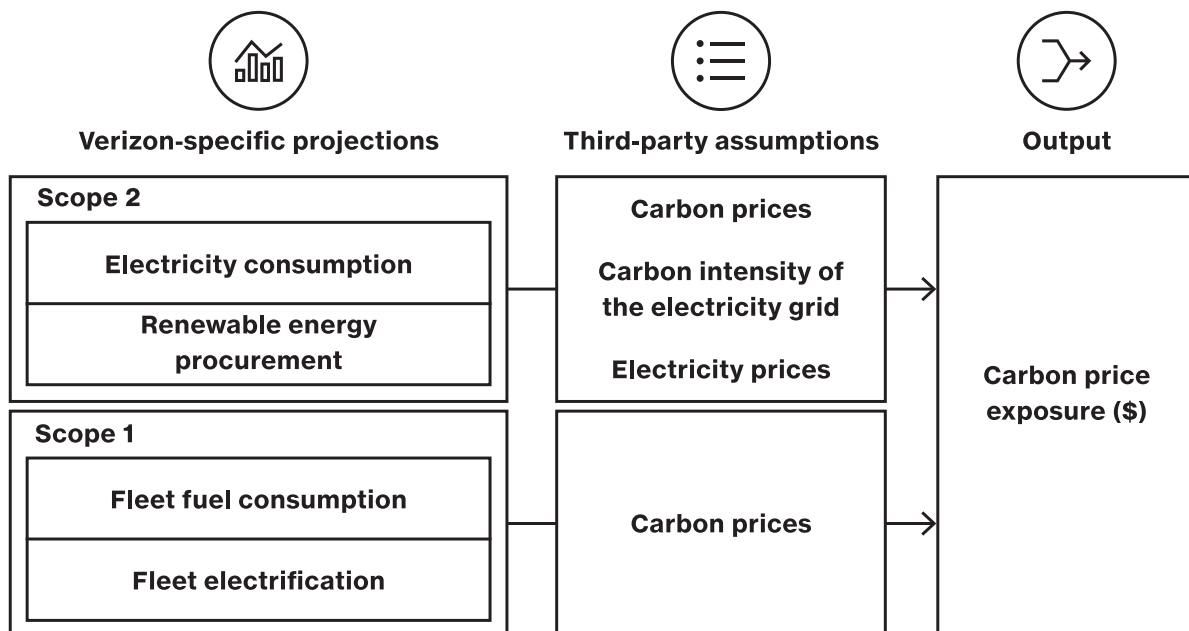 Verizon-specific projections
Third-party assumptions
Output
Scope 2
Electricity consumption
Renewable energy
procurement
Carbon prices
Carbon intensity of
the electricity grid
Electricity prices
Scope 1
Fleet fuel consumption
Fleet electrification
Carbon prices
Carbon price
exposure ($)